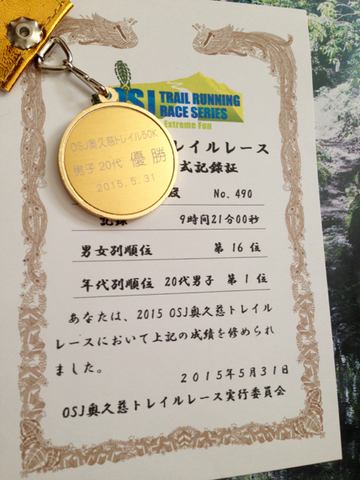 OSJ
TRAIL RUNNING
RACE SERIES
Extreme Fun
OSJ奥久慈トレイル50K
男子20代 優勝
2015.5.31
トレイルレース
式記録証
No. 490
記録 9時間21分00秒
男女列順位 第 16 位
年代列順位 20代男子 第 1 位
あなたは、2015 OSJ奥久慈トレイル
レースにおいて上記の成績を修められ
ました。
2015年5月31日
OSJ奥久慈トレイルレース実行委員会